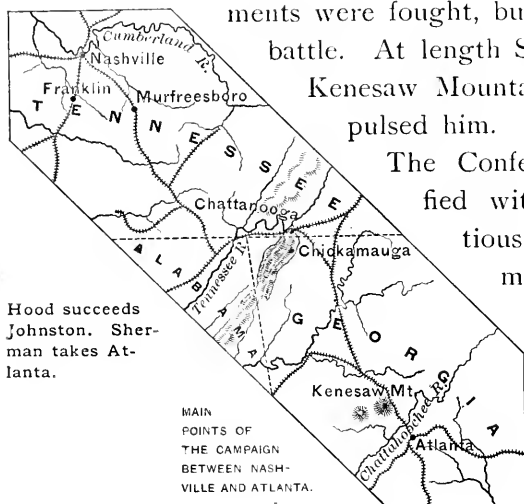 ments were fought, bu
battle. At length S
Kenesaw Mounta
pulsed him.
The Confe
fied wit
tious
m
Cumberland R.
Nashville
Franklin
Murfreesboro
TENNESSEE
Chattanooga
Chickamauga
ALABAMA
Tennessee R.
GEORGIA
Kenesaw Mt.
Chattahoochee R.
Atlanta
Hood succeeds
Johnston. Sher-
man takes At-
lanta.
MAIN
POINTS OF
THE CAMPAIGN
BETWEEN NASH-
VILLE AND ATLANTA.